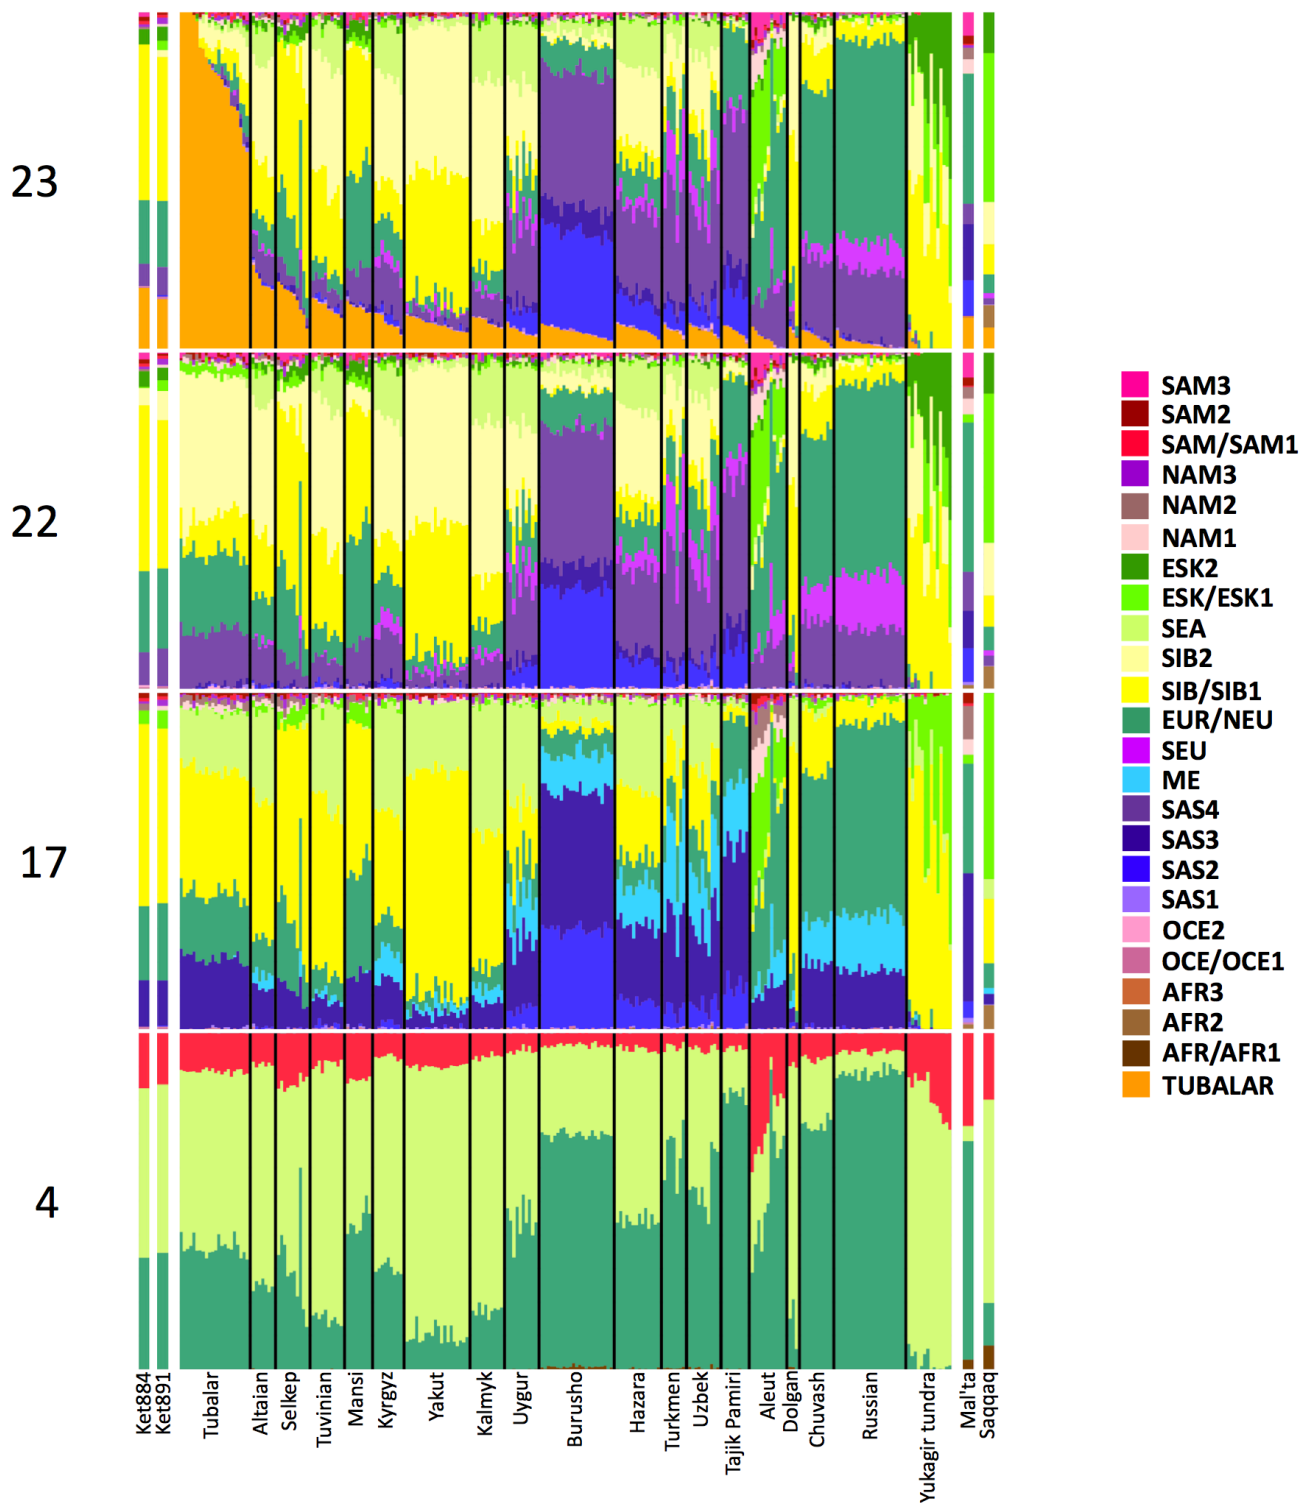 23
22
17
4
SAM3
SAM2
SAM/SAM1
NAM3
NAM2
NAM1
ESK2
ESK/ESK1
SEA
SIB2
SIB/SIB1
EUR/NEU
SEU
ME
SAS4
SAS3
SAS2
SAS1
OCE2
OCE/OCE1
AFR3
AFR2
AFR/AFR1
TUBALAR
Ket884
Ket891
Tubalar
Altaian
Selkep
Tuvinian
Mansi
Kyrgyz
Yakut
Kalmyk
Uygur
Burusho
Hazara
Turkmen
Uzbek
Tajik Pamiri
Aleut
Dolgan
Chuvash
Russian
Yukagir tundra
Mal'ta
Saqqaq